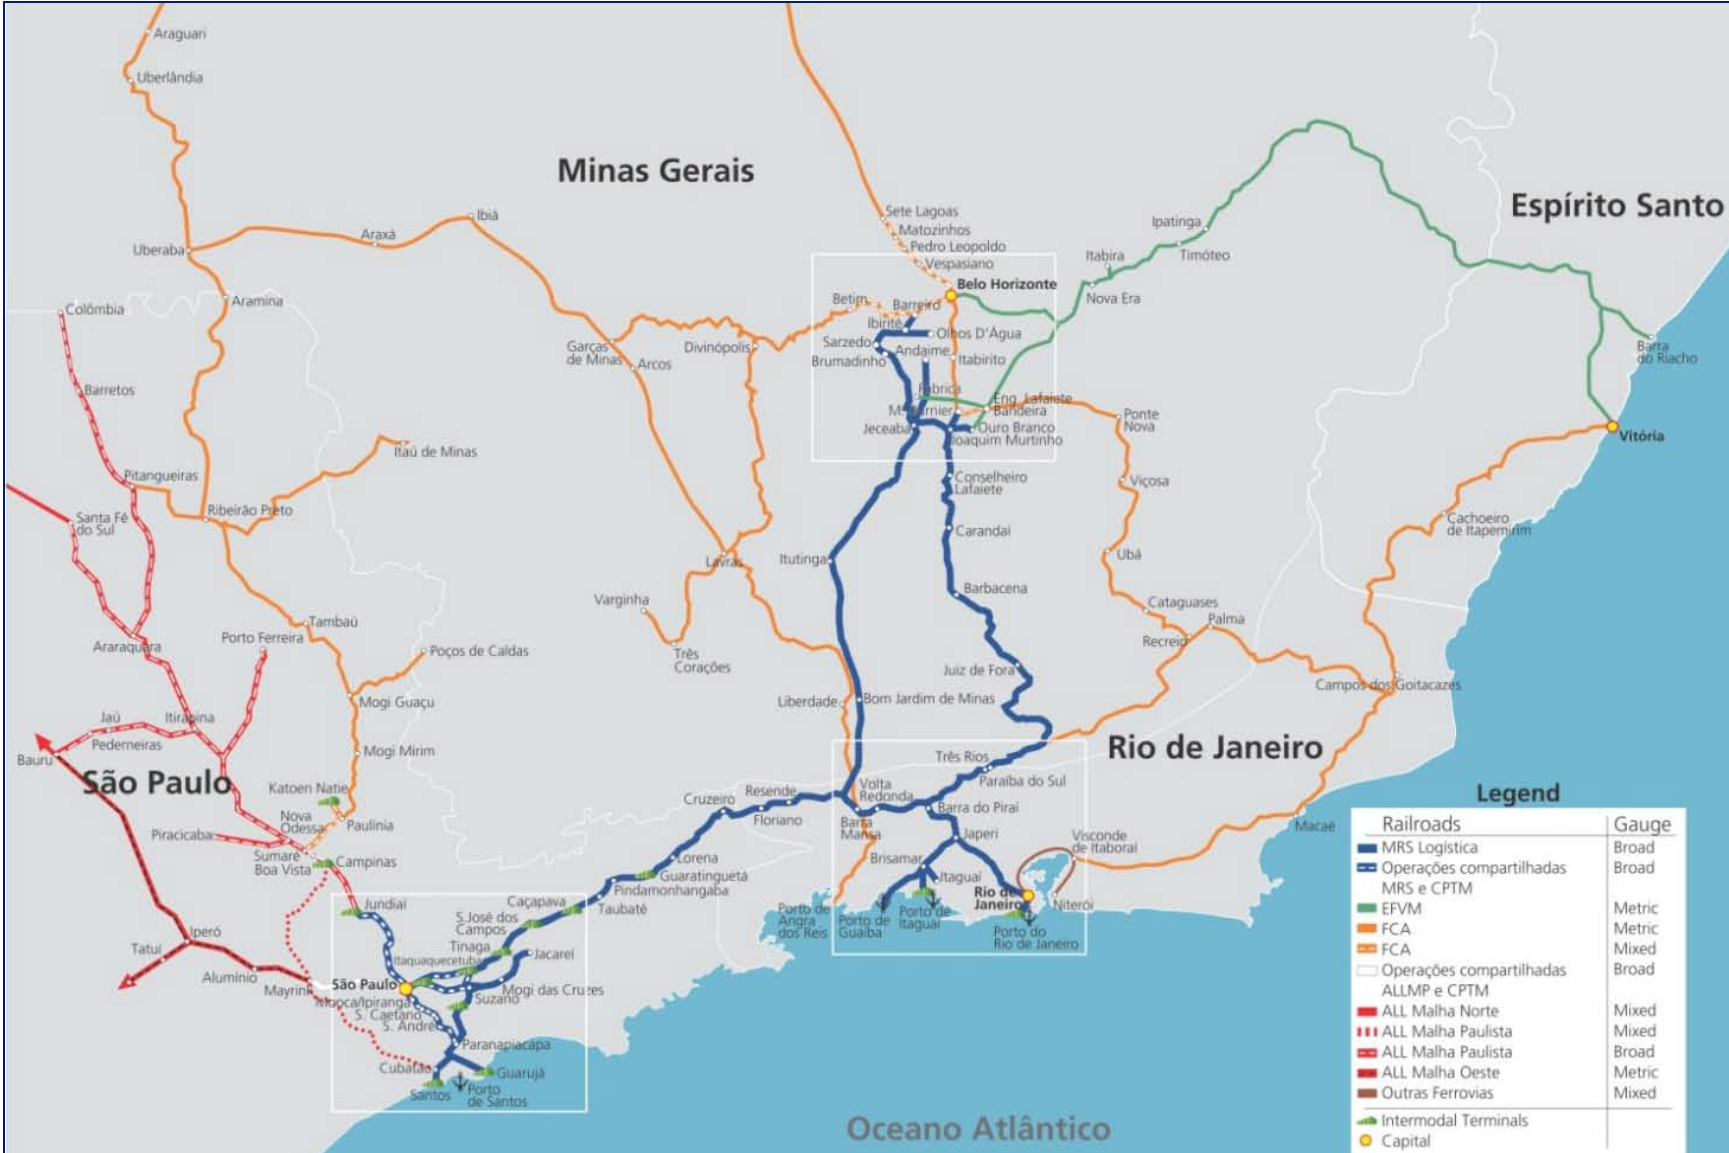 Araguari
Uberlândia
Minas Gerais
Espírito Santo
Sete Lagoas
Matozinhos
Pedro Leopoldo
Vespasiano
Belo Horizonte
Ipatinga
Timóteo
Itabira
Nova Era
Ibiá
Araxá
Uberaba
Aramina
Colômbia
Betim
Barreiro
Ibirité
Olhos D'Água
Sarzedo
Andaime
Brumadinho
Itabirito
Garças
de Minas
Arcos
Divinópolis
Barra
do Riacho
Barretos
Fábrica
Eng. Lafaiete
Bandeira
Jeceaba
Ouro Branco
Joaquim Murtinho
Ponte
Nova
Vitória
Itaú de Minas
Pitangueiras
Conselheiro
Lafaiete
Viçosa
Ribeirão Preto
Santa Fé
do Sul
Cachoeiro
de Itapemirim
Carandaí
Itutinga
Lavras
Ubá
Varginha
Barbacena
Cataguases
Palma
Recreio
Tambaú
Porto Ferreira
Araraquara
Poços de Caldas
Três
Corações
Juiz de Fora
Campos dos Goitacazes
Liberdade
Bom Jardim de Minas
Mogi Guaçu
Jaú
Itirapina
Pederneiras
Mogi Mirim
Bauru
São Paulo
Rio de Janeiro
Três Rios
Paraíba do Sul
Katoen Natie
Nova
Odessa
Paulínia
Piracicaba
Sumaré
Boa Vista
Campinas
Cruzeiro
Resende
Floriano
Volta
Redonda
Barra do Piraí
Barra
Mansa
Japeri
Visconde
de Itaboraí
Macaé
Lorena
Guaratinguetá
Pindamonhangaba
Taubaté
Brisamar
Itaguaí
Rio de
Janeiro
Niterói
Porto de
Angra
dos Reis
Porto de
Guaíba
Porto de
Itaguaí
Porto do
Rio de Janeiro
Jundiaí
Caçapava
S.José dos
Campos
Tinaga
Itaquaquecetuba
Jacareí
Iperó
Tatuí
Alumínio
Mayrink
São Paulo
Mogi das Cruzes
Suzano
Mooca/Ipiranga
S. Caetano
S. André
Paranapiacapa
Cubatão
Guarujá
Santos
Porto
de Santos
Oceano Atlântico
Legend
Railroads Gauge
MRS Logística Broad
Operações compartilhadas Broad
MRS e CPTM
EFVM Metric
FCA Metric
FCA Mixed
Operações compartilhadas Broad
ALLMP e CPTM
ALL Malha Norte Mixed
ALL Malha Paulista Mixed
ALL Malha Paulista Broad
ALL Malha Oeste Metric
Outras Ferrovias Mixed
Intermodal Terminals
Capital